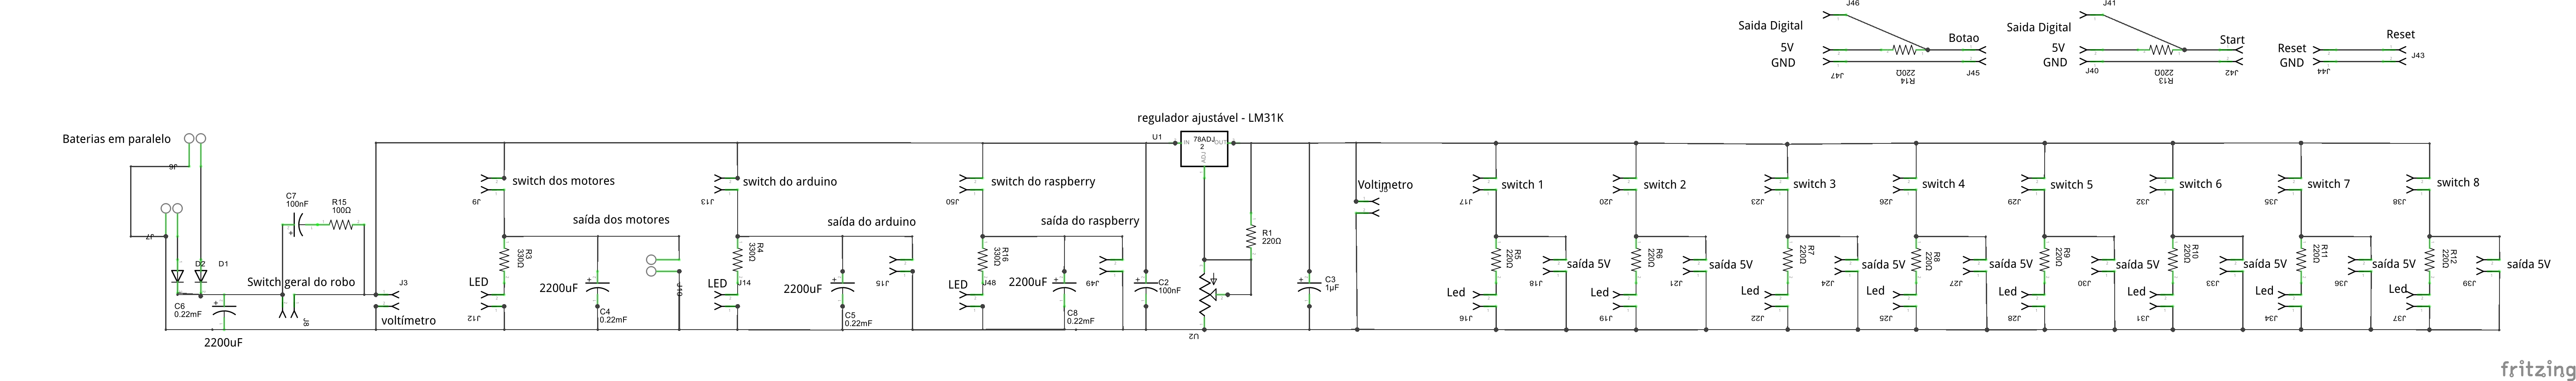 J46
J41
Saida Digital
Saida Digital
5V
Botao
5V
Start
Reset
Reset
GND
GND
GND
J43
J47
R14
220Ω
J45
J40
R13
220Ω
J42
J44
regulador ajustável - LM31K
Baterias em paralelo
U1
78ADJ
2
IN
OUT
ADJ
J6
switch dos motores
switch do arduino
switch do raspberry
Voltimetro
switch 1
switch 2
switch 3
switch 4
switch 5
switch 6
switch 7
switch 8
C7
100nF
R15
100Ω
J9
J13
J50
J17
J20
J23
J26
J29
J32
J35
J38
saída dos motores
saída do arduino
saída do raspberry
J7
R3
330Ω
R4
330Ω
R16
330Ω
R1
220Ω
R5
220Ω
R6
220Ω
R7
220Ω
R8
220Ω
R9
220Ω
R10
220Ω
R11
220Ω
R12
220Ω
D2
D1
saída 5V
saída 5V
saída 5V
saída 5V
saída 5V
saída 5V
saída 5V
saída 5V
Switch geral do robo
J3
LED
2200uF
J10
LED
J14
2200uF
J15
LED
J48
2200uF
J49
C2
100nF
C3
1µF
J18
J21
J24
J27
J30
J33
J36
J39
Led
Led
Led
Led
Led
Led
Led
Led
C6
0.22mF
J8
voltímetro
J12
C4
0.22mF
C5
0.22mF
C8
0.22mF
U2
J16
J19
J22
J25
J28
J31
J34
J37
2200uF
fritzing